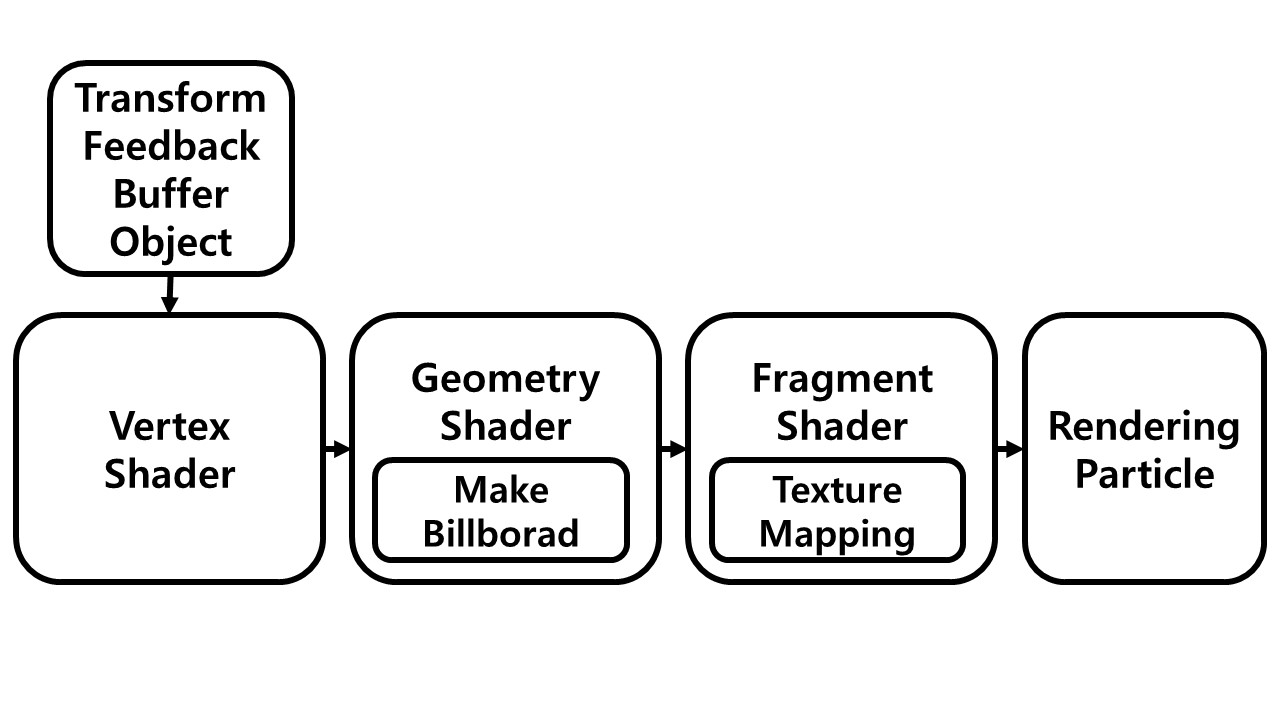 Transform
Feedback
Buffer
Object
Vertex
Shader
Geometry
Shader
Make
Billborad
Fragment
Shader
Texture
Mapping
Rendering
Particle